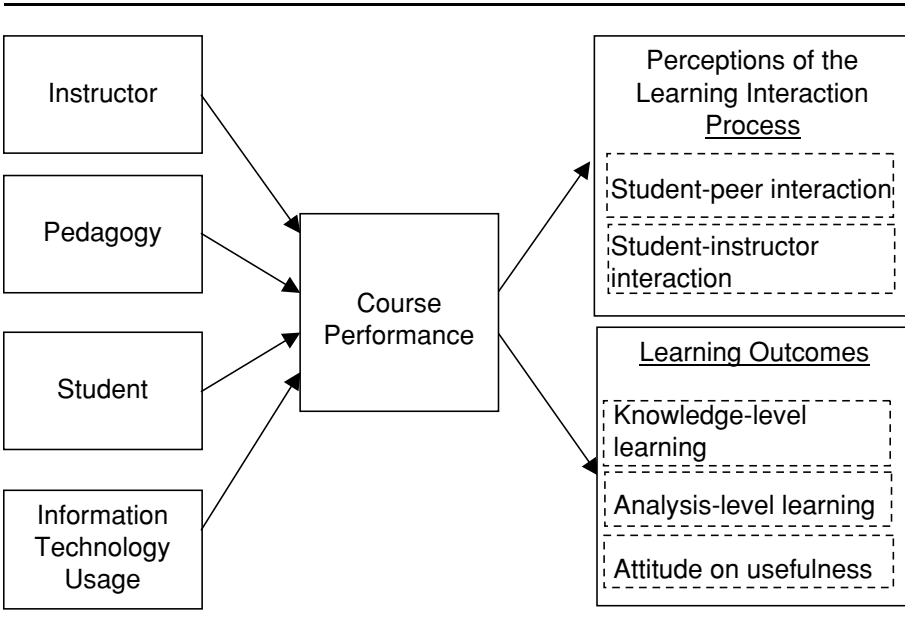 Instructor
Pedagogy
Student
Information
Technology
Usage
Course
Performance
Perceptions of the
Learning Interaction
Process
Student-peer interaction
Student-instructor
interaction
Learning Outcomes
Knowledge-level
learning
Analysis-level learning
Attitude on usefulness